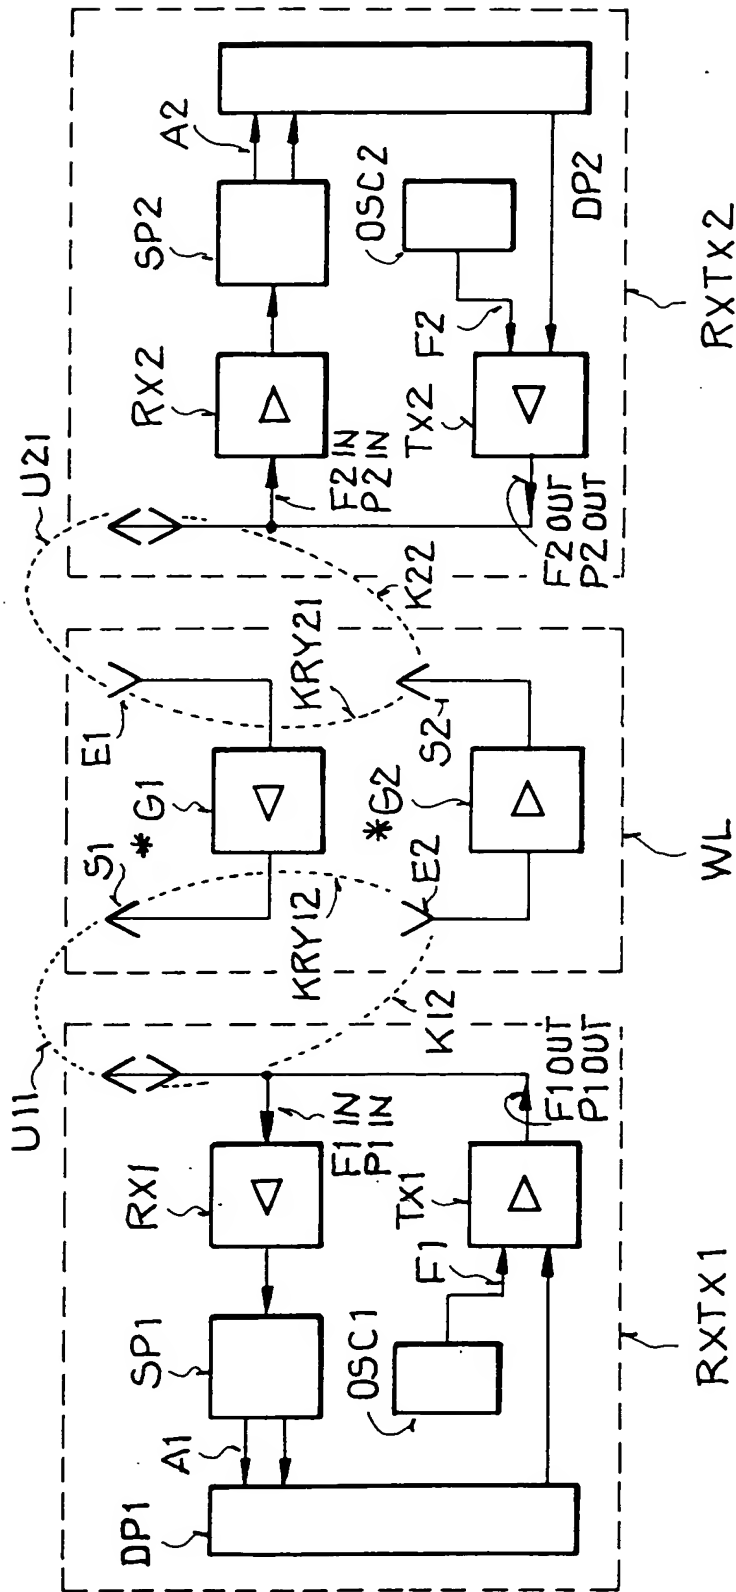 U11
RX1
SP1
A1
DP1
F1 IN
P1 IN
OSC1
F1
TX1
F1 OUT
P1 OUT
RXTX1
K12
S1
*G1
E1
KRY12
KRY21
E2
*G2
S2
WL
U21
K22
RX2
SP2
A2
F2 IN
P2 IN
TX2
F2
OSC2
DP2
F2 OUT
P2 OUT
RXTX2